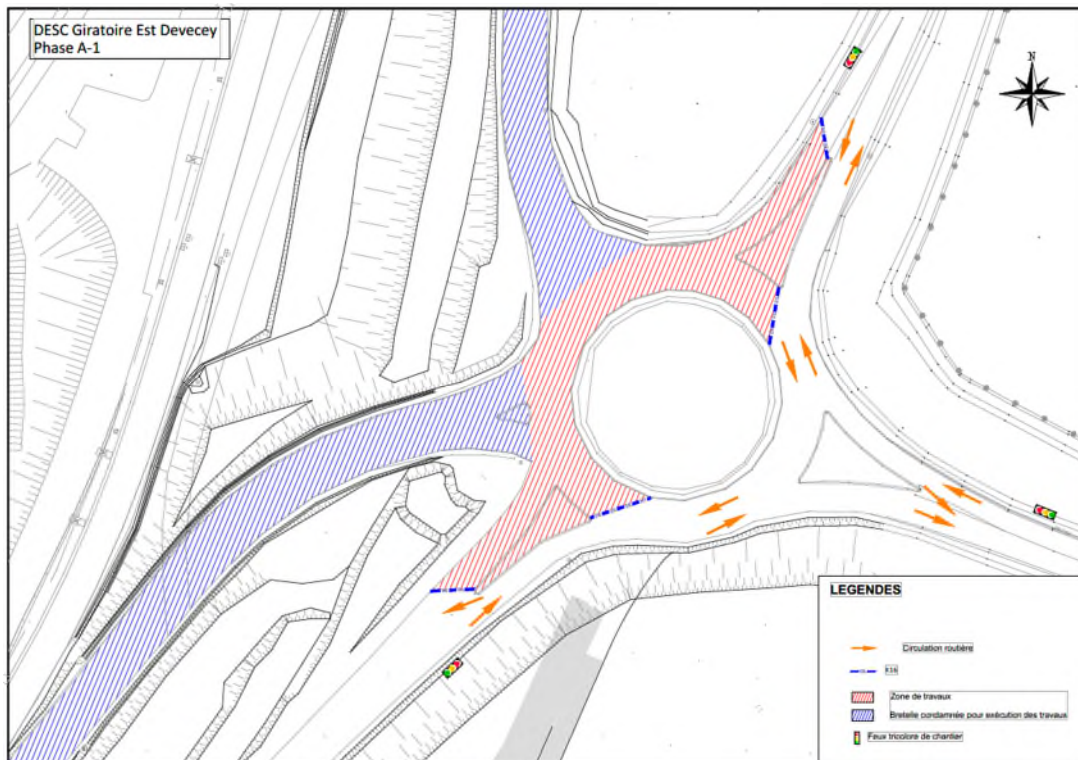 DESC Giratoire Est Devecey
Phase A-1
N
LEGENDES
Circulation routière
K16
Zone de travaux
Bretelle condamnée pour exécution des travaux
Feux tricolore de chantier